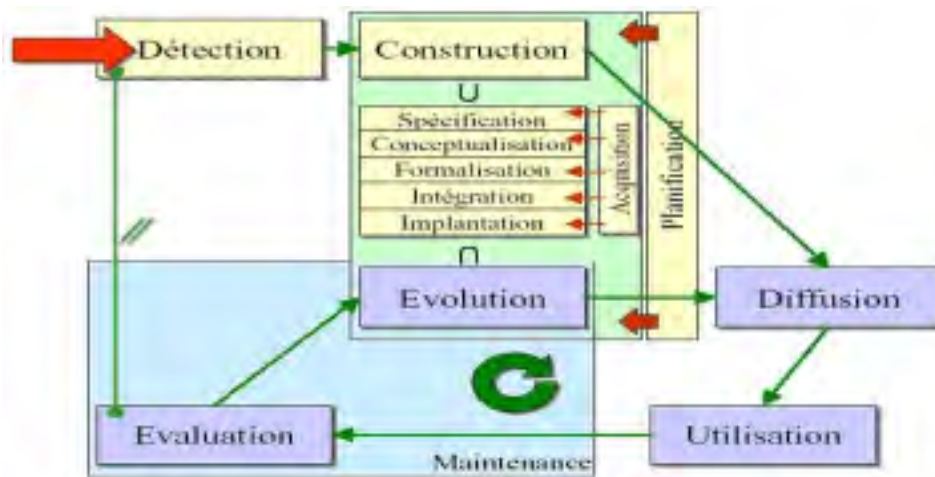 Détection
Construction
∪
Spécification
Conceptualisation
Formalisation
Intégration
Implantation
Acquisition
Planification
∩
Evolution
Diffusion
Evaluation
Utilisation
Maintenance